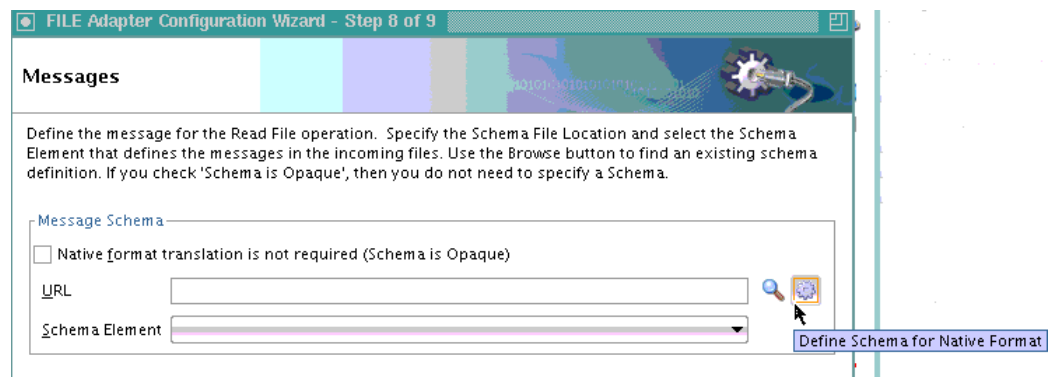 FILE Adapter Configuration Wizard - Step 8 of 9
Messages
Define the message for the Read File operation. Specify the Schema File Location and select the Schema
Element that defines the messages in the incoming files. Use the Browse button to find an existing schema
definition. If you check 'Schema is Opaque', then you do not need to specify a Schema.
Message Schema
Native format translation is not required (Schema is Opaque)
URL
Schema Element
Define Schema for Native Format